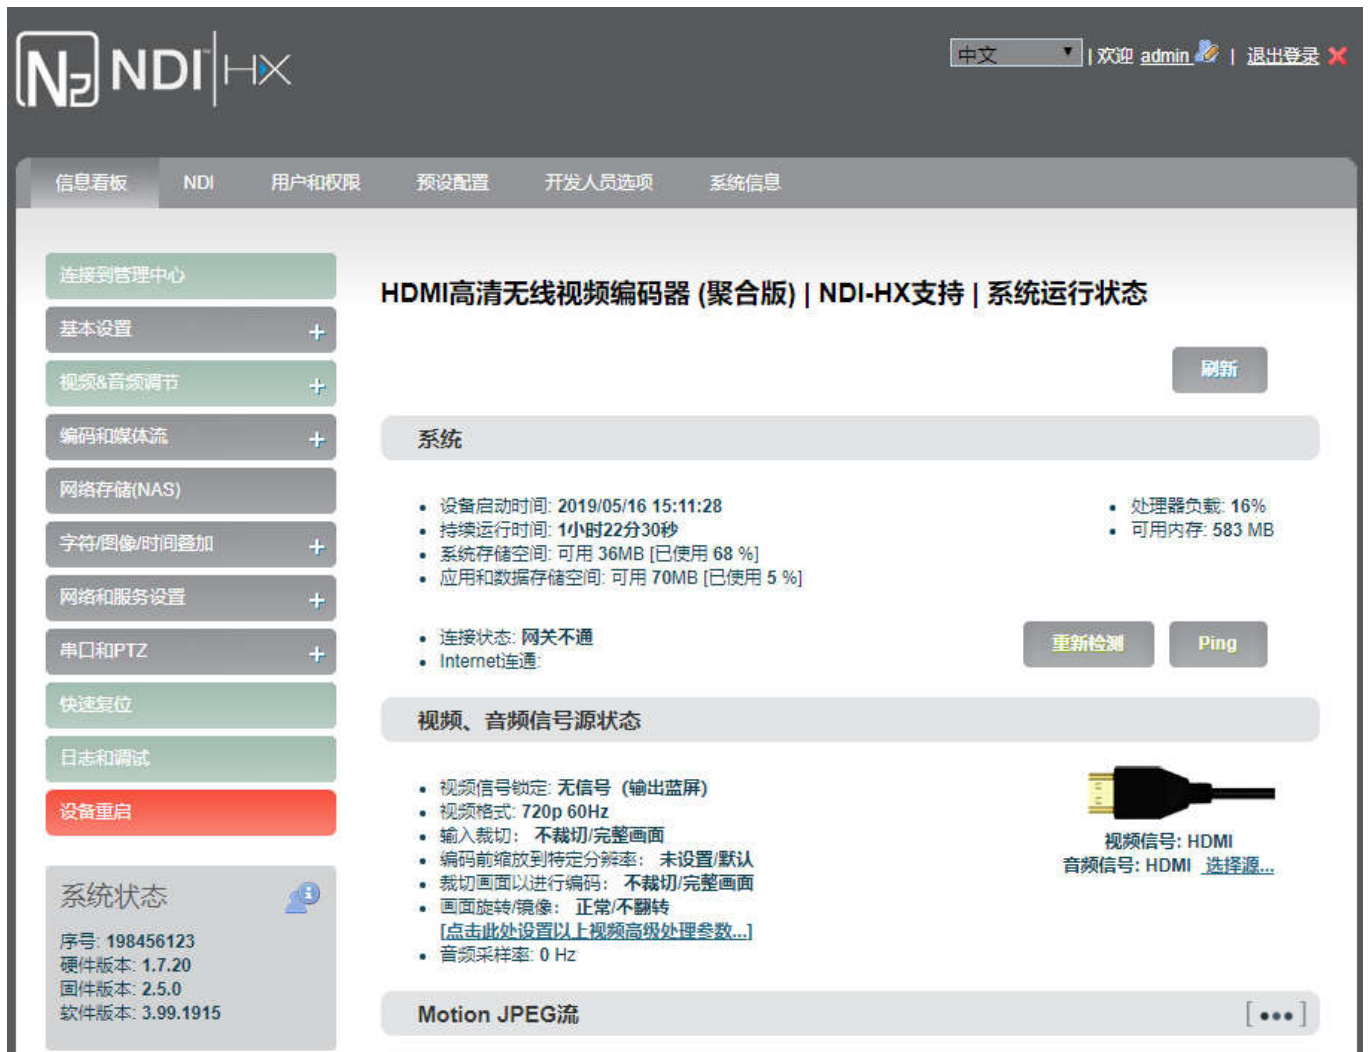 N2 NDI™ HX
中文 | 欢迎 admin | 退出登录
信息看板 NDI 用户和权限 预设配置 开发人员选项 系统信息
连接到管理中心
基本设置 +
视频&音频调节 +
编码和媒体流 +
网络存储(NAS)
字符/图像/时间叠加 +
网络和服务设置 +
串口和PTZ +
快速复位
日志和调试
设备重启
系统状态
序号: 198456123
硬件版本: 1.7.20
固件版本: 2.5.0
软件版本: 3.99.1915
HDMI高清无线视频编码器 (聚合版) | NDI-HX支持 | 系统运行状态
刷新
系统
设备启动时间: 2019/05/16 15:11:28
持续运行时间: 1小时22分30秒
系统存储空间: 可用 36MB [已使用 68 %]
应用和数据存储空间: 可用 70MB [已使用 5 %]
处理器负载: 16%
可用内存: 583 MB
连接状态: 网关不通
Internet连通:
重新检测 Ping
视频、音频信号源状态
视频信号锁定: 无信号（输出蓝屏）
视频格式: 720p 60Hz
输入裁切： 不裁切/完整画面
编码前缩放到特定分辨率： 未设置/默认
裁切画面以进行编码： 不裁切/完整画面
画面旋转/镜像： 正常/不翻转
[点击此处设置以上视频高级处理参数...]
音频采样率: 0 Hz
视频信号: HDMI
音频信号: HDMI 选择源...
Motion JPEG流 [•••]